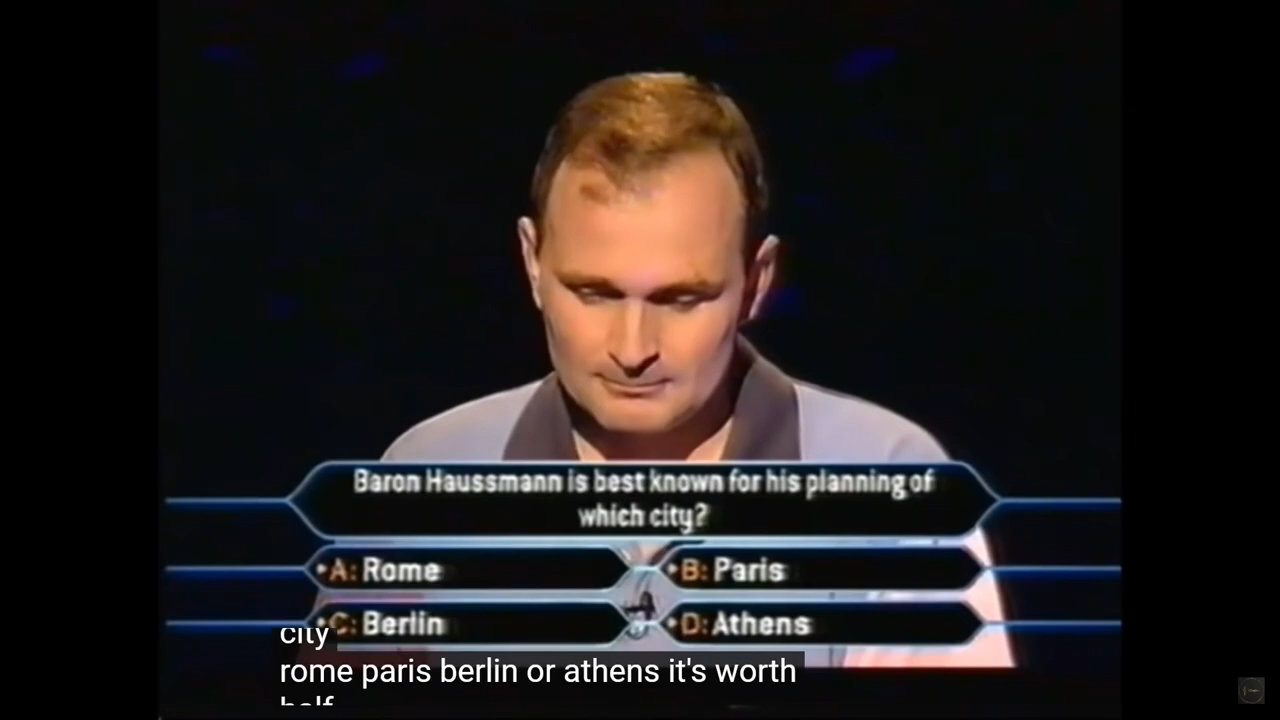 Baron Haussmann is best known for his planning of
which city?
A: Rome
B: Paris
C: Berlin
D: Athens
city
rome paris berlin or athens it's worth
half